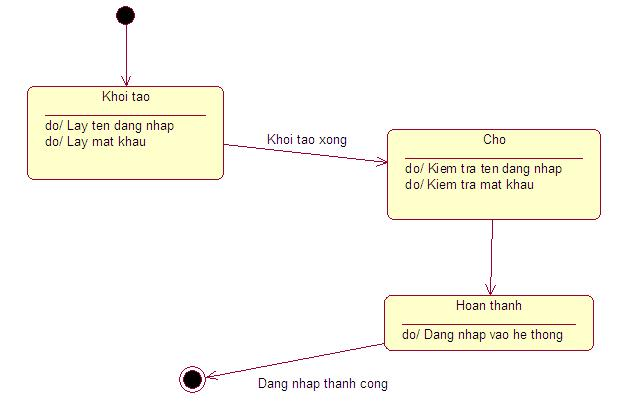 Khoi tao
do/ Lay ten dang nhap
do/ Lay mat khau
Khoi tao xong
Cho
do/ Kiem tra ten dang nhap
do/ Kiem tra mat khau
Hoan thanh
do/ Dang nhap vao he thong
Dang nhap thanh cong